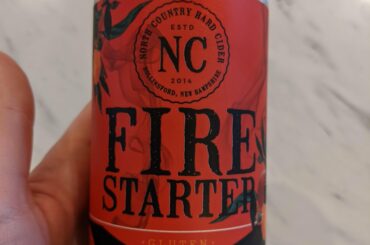 NORTH COUNTRY HARD CIDER
ESTD
NC
2014
ROLLINSFORD, NEW HAMPSHIRE
FIRE
STARTER
GLUTEN